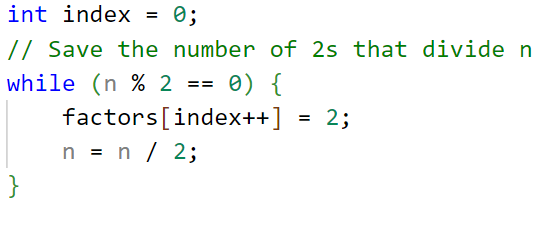 int index = 0;
// Save the number of 2s that divide n
while (n % 2 == 0) {
    factors[index++] = 2;
    n = n / 2;
}